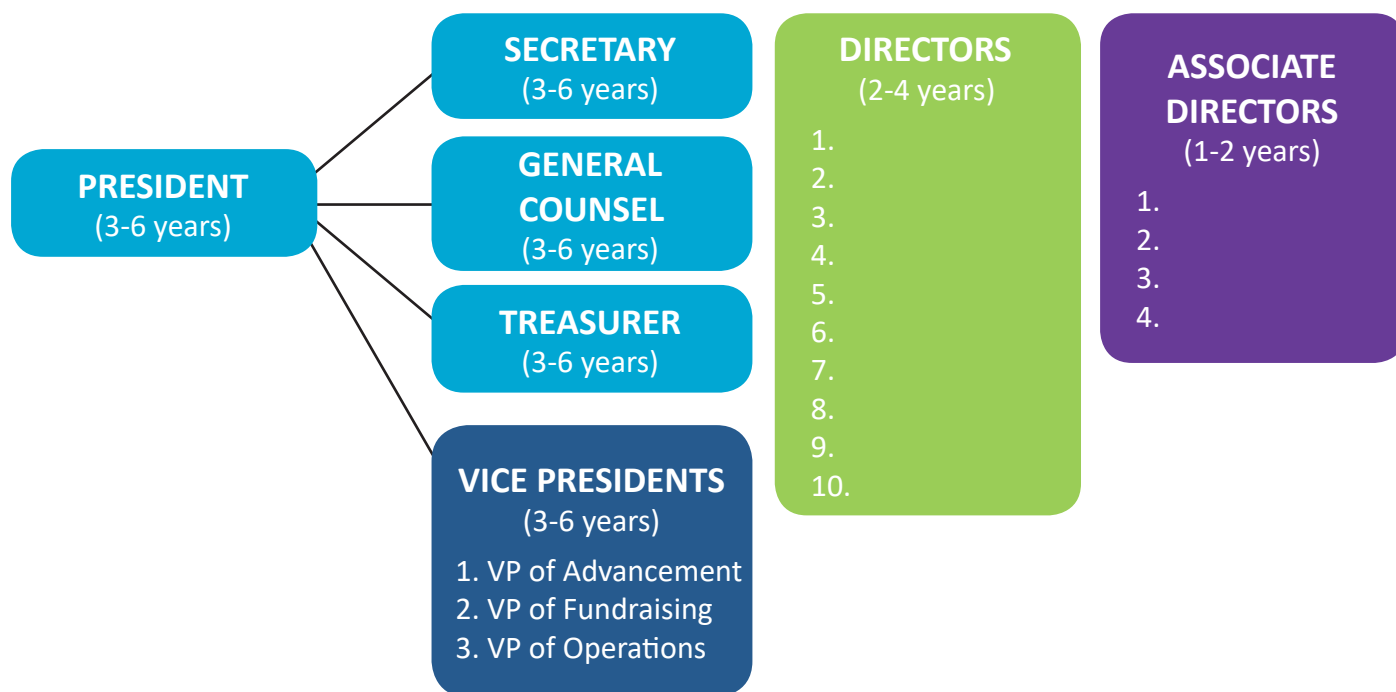 PRESIDENT
(3-6 years)
SECRETARY
(3-6 years)
GENERAL
COUNSEL
(3-6 years)
TREASURER
(3-6 years)
VICE PRESIDENTS
(3-6 years)
1. VP of Advancement
2. VP of Fundraising
3. VP of Operations
DIRECTORS
(2-4 years)
1.
2.
3.
4.
5.
6.
7.
8.
9.
10.
ASSOCIATE
DIRECTORS
(1-2 years)
1.
2.
3.
4.